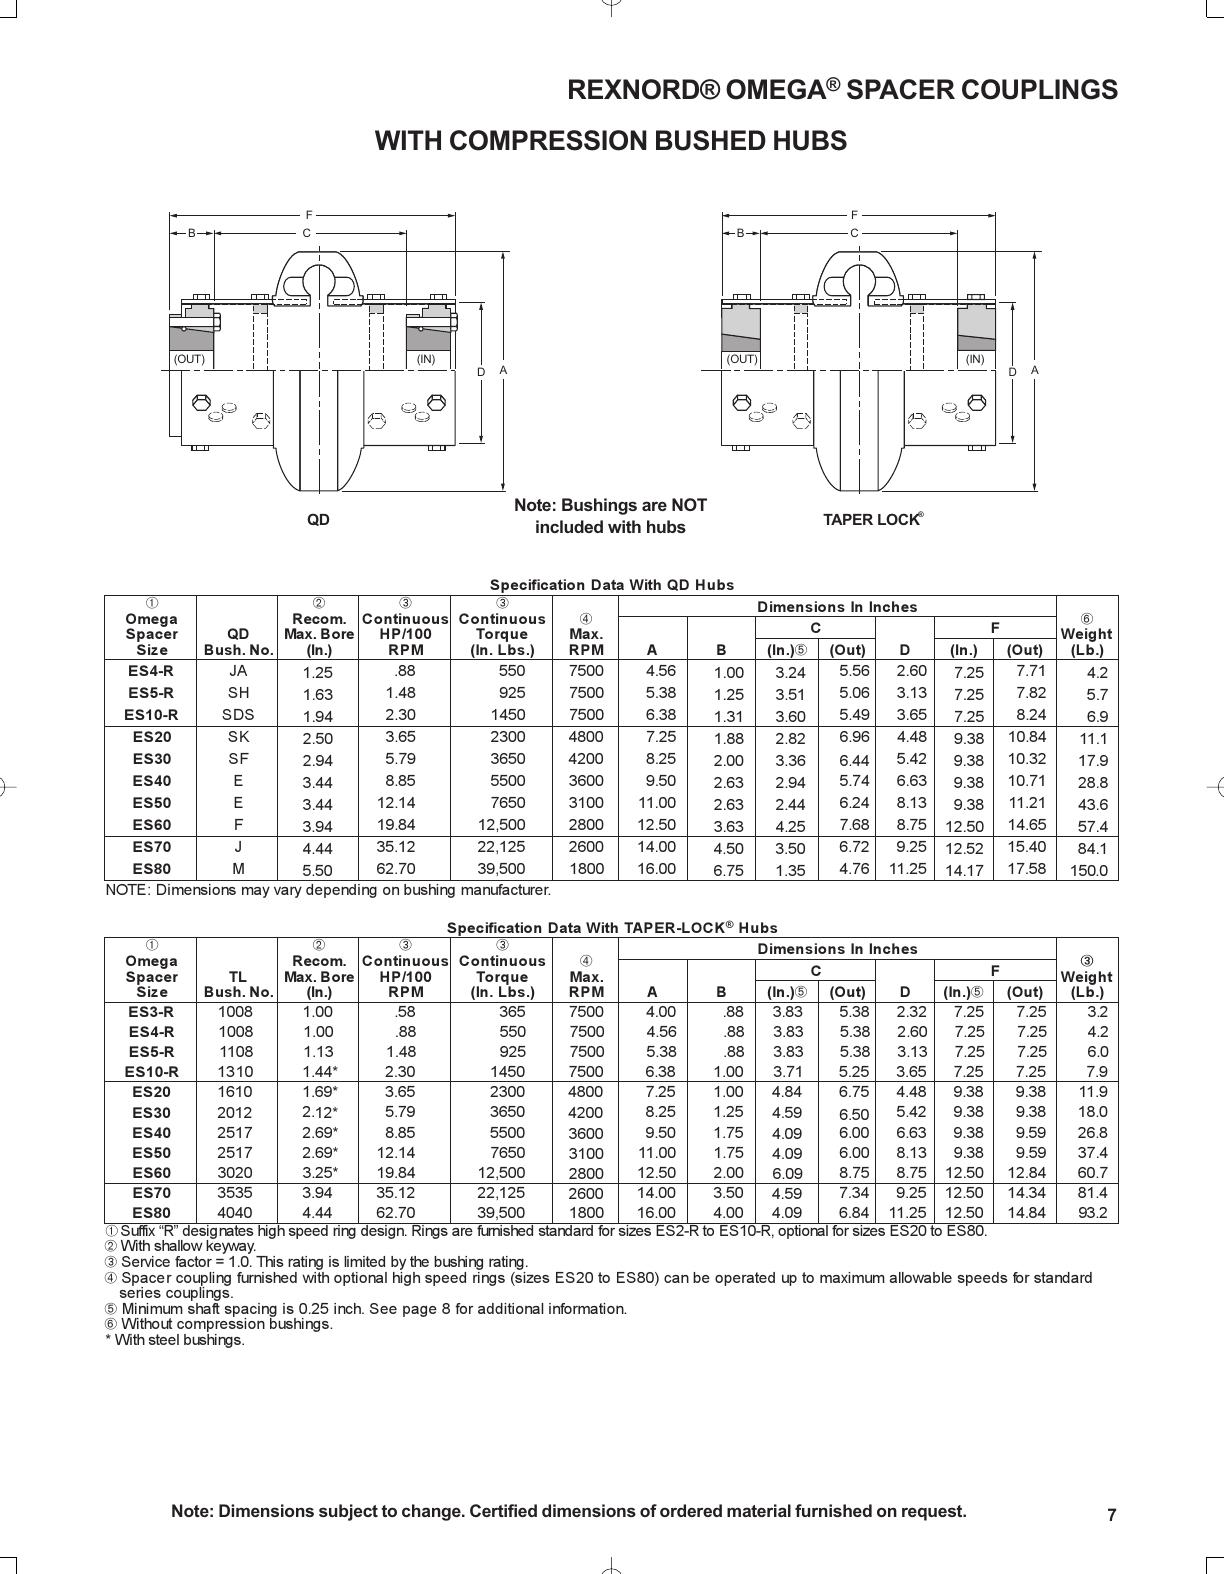 REXNORD® OMEGA® SPACER COUPLINGS
WITH COMPRESSION BUSHED HUBS
F
B C
(OUT) (IN)
D A
QD
F
B C
(OUT) (IN)
D A
TAPER LOCK®
Note: Bushings are NOT
included with hubs
Specification Data With QD Hubs
① Omega Spacer Size | QD Bush. No. | ② Recom. Max. Bore (In.) | ③ Continuous HP/100 RPM | ③ Continuous Torque (In. Lbs.) | ④ Max. RPM | Dimensions In Inches | ⑥ Weight (Lb.)
A B C (In.)⑤ (Out) D F (In.) (Out)
ES4-R JA 1.25 .88 550 7500 4.56 1.00 3.24 5.56 2.60 7.25 7.71 4.2
ES5-R SH 1.63 1.48 925 7500 5.38 1.25 3.51 5.06 3.13 7.25 7.82 5.7
ES10-R SDS 1.94 2.30 1450 7500 6.38 1.31 3.60 5.49 3.65 7.25 8.24 6.9
ES20 SK 2.50 3.65 2300 4800 7.25 1.88 2.82 6.96 4.48 9.38 10.84 11.1
ES30 SF 2.94 5.79 3650 4200 8.25 2.00 3.36 6.44 5.42 9.38 10.32 17.9
ES40 E 3.44 8.85 5500 3600 9.50 2.63 2.94 5.74 6.63 9.38 10.71 28.8
ES50 E 3.44 12.14 7650 3100 11.00 2.63 2.44 6.24 8.13 9.38 11.21 43.6
ES60 F 3.94 19.84 12,500 2800 12.50 3.63 4.25 7.68 8.75 12.50 14.65 57.4
ES70 J 4.44 35.12 22,125 2600 14.00 4.50 3.50 6.72 9.25 12.52 15.40 84.1
ES80 M 5.50 62.70 39,500 1800 16.00 6.75 1.35 4.76 11.25 14.17 17.58 150.0
NOTE: Dimensions may vary depending on bushing manufacturer.
Specification Data With TAPER-LOCK® Hubs
① Omega Spacer Size | TL Bush. No. | ② Recom. Max. Bore (In.) | ③ Continuous HP/100 RPM | ③ Continuous Torque (In. Lbs.) | ④ Max. RPM | Dimensions In Inches | ③ Weight (Lb.)
A B C (In.)⑤ (Out) D F (In.)⑤ (Out)
ES3-R 1008 1.00 .58 365 7500 4.00 .88 3.83 5.38 2.32 7.25 7.25 3.2
ES4-R 1008 1.00 .88 550 7500 4.56 .88 3.83 5.38 2.60 7.25 7.25 4.2
ES5-R 1108 1.13 1.48 925 7500 5.38 .88 3.83 5.38 3.13 7.25 7.25 6.0
ES10-R 1310 1.44* 2.30 1450 7500 6.38 1.00 3.71 5.25 3.65 7.25 7.25 7.9
ES20 1610 1.69* 3.65 2300 4800 7.25 1.00 4.84 6.75 4.48 9.38 9.38 11.9
ES30 2012 2.12* 5.79 3650 4200 8.25 1.25 4.59 6.50 5.42 9.38 9.38 18.0
ES40 2517 2.69* 8.85 5500 3600 9.50 1.75 4.09 6.00 6.63 9.38 9.59 26.8
ES50 2517 2.69* 12.14 7650 3100 11.00 1.75 4.09 6.00 8.13 9.38 9.59 37.4
ES60 3020 3.25* 19.84 12,500 2800 12.50 2.00 6.09 8.75 8.75 12.50 12.84 60.7
ES70 3535 3.94 35.12 22,125 2600 14.00 3.50 4.59 7.34 9.25 12.50 14.34 81.4
ES80 4040 4.44 62.70 39,500 1800 16.00 4.00 4.09 6.84 11.25 12.50 14.84 93.2
① Suffix “R” designates high speed ring design. Rings are furnished standard for sizes ES2-R to ES10-R, optional for sizes ES20 to ES80.
② With shallow keyway.
③ Service factor = 1.0. This rating is limited by the bushing rating.
④ Spacer coupling furnished with optional high speed rings (sizes ES20 to ES80) can be operated up to maximum allowable speeds for standard
series couplings.
⑤ Minimum shaft spacing is 0.25 inch. See page 8 for additional information.
⑥ Without compression bushings.
* With steel bushings.
Note: Dimensions subject to change. Certified dimensions of ordered material furnished on request.
7